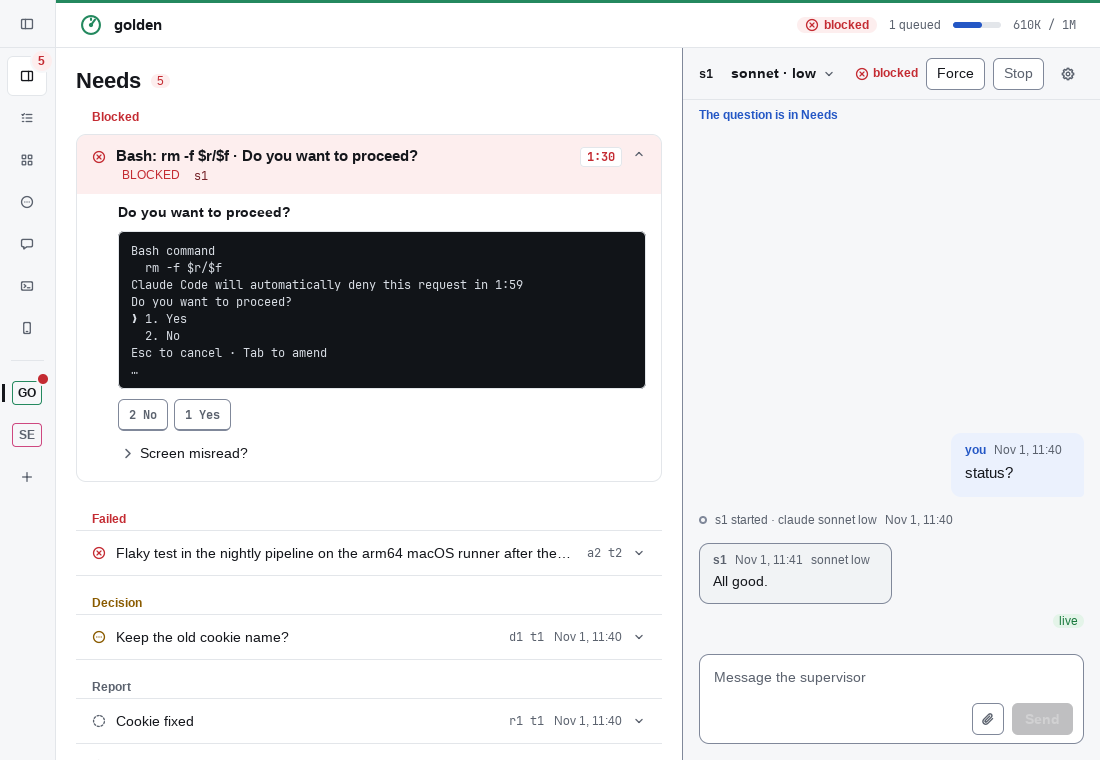 golden
blocked
1 queued
610K / 1M
5
GO
SE
Needs 5
Blocked
Bash: rm -f $r/$f · Do you want to proceed?
1:30
BLOCKED s1
Do you want to proceed?
Bash command
rm -f $r/$f
Claude Code will automatically deny this request in 1:59
Do you want to proceed?
❯ 1. Yes
2. No
Esc to cancel · Tab to amend
…
2 No
1 Yes
Screen misread?
Failed
Flaky test in the nightly pipeline on the arm64 macOS runner after the… a2 t2
Decision
Keep the old cookie name? d1 t1 Nov 1, 11:40
Report
Cookie fixed r1 t1 Nov 1, 11:40
s1 sonnet · low
blocked
Force
Stop
The question is in Needs
you Nov 1, 11:40
status?
s1 started · claude sonnet low Nov 1, 11:40
s1 Nov 1, 11:41 sonnet low
All good.
live
Message the supervisor
Send